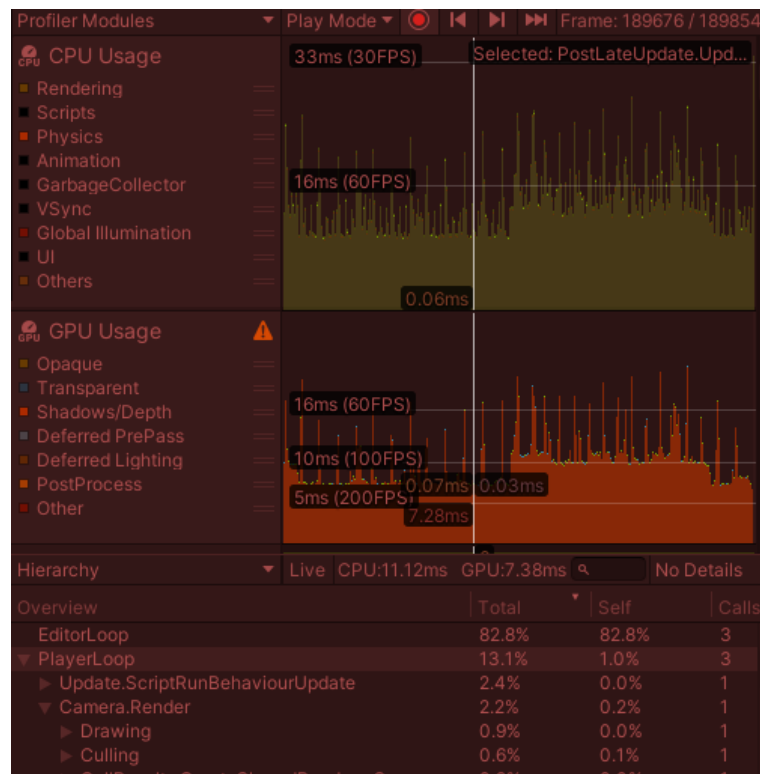 Profiler Modules Play Mode Frame: 189676 / 189854
CPU Usage
CPU
Rendering
Scripts
Physics
Animation
GarbageCollector
VSync
Global Illumination
UI
Others
33ms (30FPS)
Selected: PostLateUpdate.Upd...
16ms (60FPS)
0.06ms
GPU Usage
GPU
Opaque
Transparent
Shadows/Depth
Deferred PrePass
Deferred Lighting
PostProcess
Other
16ms (60FPS)
10ms (100FPS)
0.07ms 0.03ms
5ms (200FPS)
7.28ms
Hierarchy Live CPU:11.12ms GPU:7.38ms No Details
Overview Total Self Calls
EditorLoop 82.8% 82.8% 3
PlayerLoop 13.1% 1.0% 3
Update.ScriptRunBehaviourUpdate 2.4% 0.0% 1
Camera.Render 2.2% 0.2% 1
Drawing 0.9% 0.0% 1
Culling 0.6% 0.1% 1